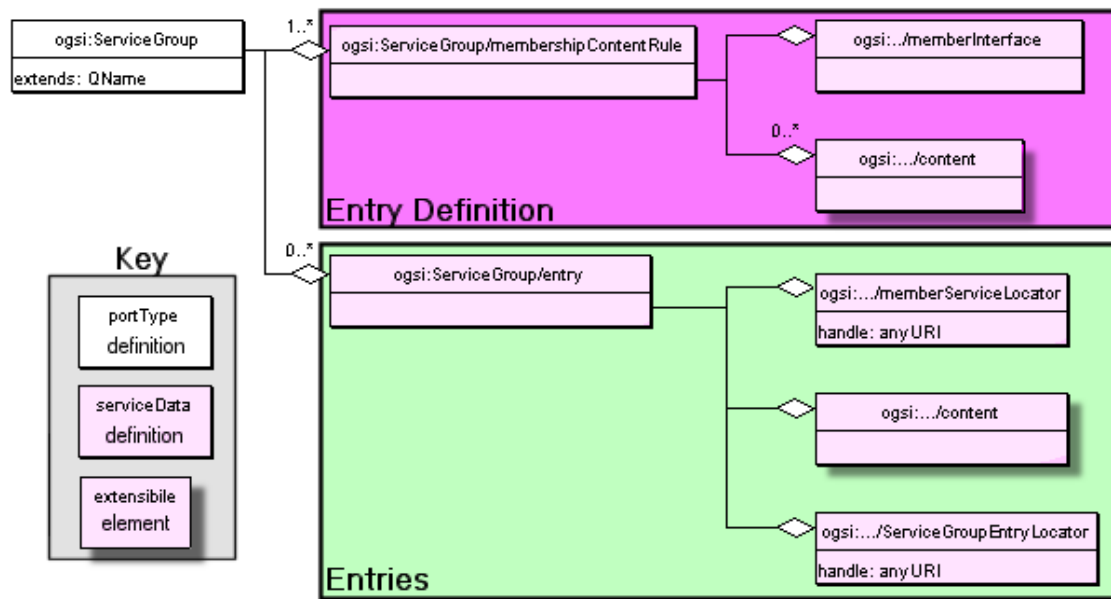 ogsi:ServiceGroup
extends: QName
1..*
ogsi:ServiceGroup/membershipContentRule
ogsi:../memberInterface
0..*
ogsi:.../content
Entry Definition
0..*
ogsi:ServiceGroup/entry
ogsi:.../memberServiceLocator
handle: anyURI
ogsi:.../content
ogsi:.../ServiceGroupEntryLocator
handle: anyURI
Entries
Key
portType
definition
serviceData
definition
extensibile
element